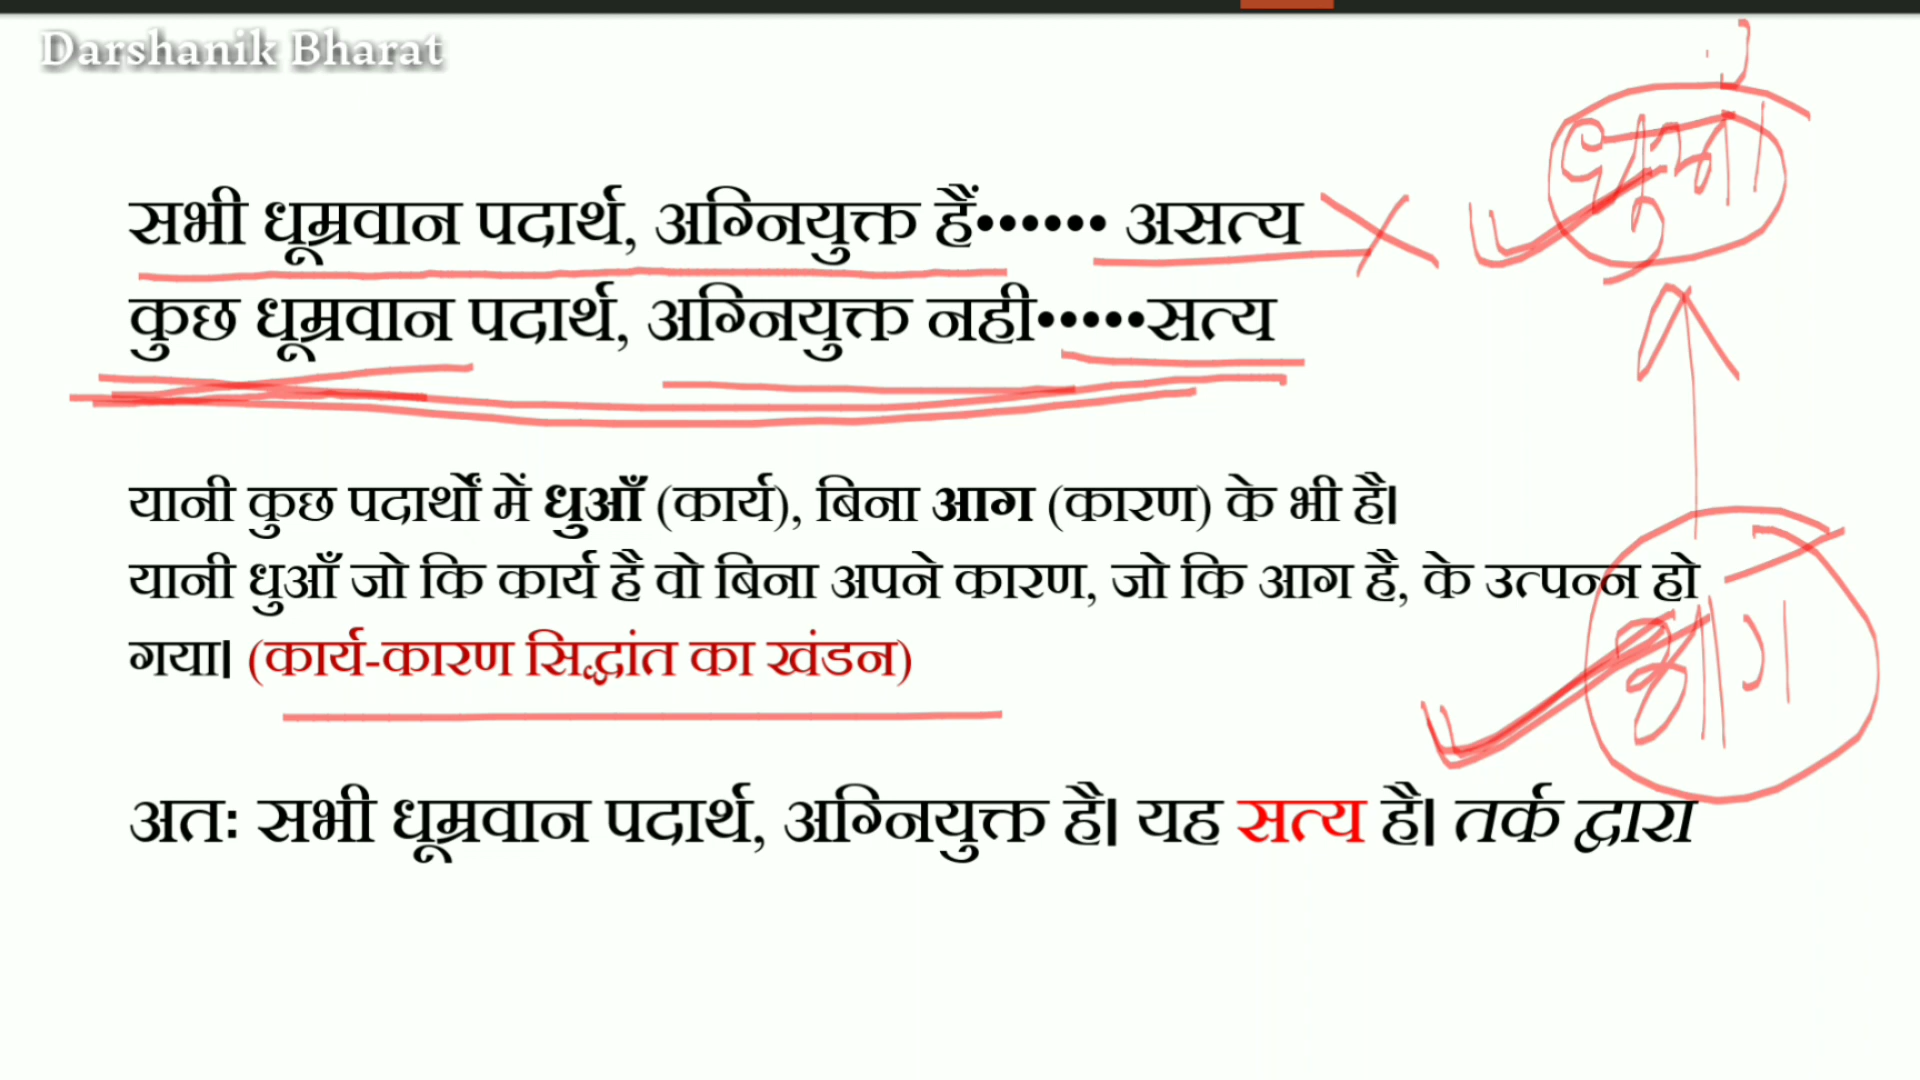 Darshanik Bharat
सभी धूम्रवान पदार्थ, अग्नियुक्त हैं•••••• असत्य
कुछ धूम्रवान पदार्थ, अग्नियुक्त नही•••••सत्य
यानी कुछ पदार्थों में धुआँ (कार्य), बिना आग (कारण) के भी है।
यानी धुआँ जो कि कार्य है वो बिना अपने कारण, जो कि आग है, के उत्पन्न हो
गया। (कार्य-कारण सिद्धांत का खंडन)
आग
अतः सभी धूम्रवान पदार्थ, अग्नियुक्त है। यह सत्य है। तर्क द्वारा